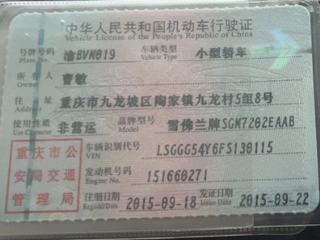 中华人民共和国机动车行驶证
Vehicle License of the People's Republic of China
号牌号码 Plate No. 渝BVM019 车辆类型 Vehicle Type 小型轿车
所有人 Owner 曹敏
住址 Address 重庆市九龙坡区陶家镇九龙村5组8号
使用性质 Use Character 非营运 品牌型号 Model 雪佛兰牌SGM7202EAAB
重庆市公安局交通管理局
车辆识别代号 VIN LSGGG54Y6FS130115
发动机号码 Engine No. 151660271
注册日期 Register Date 2015-09-18 发证日期 Issue Date 2015-09-22